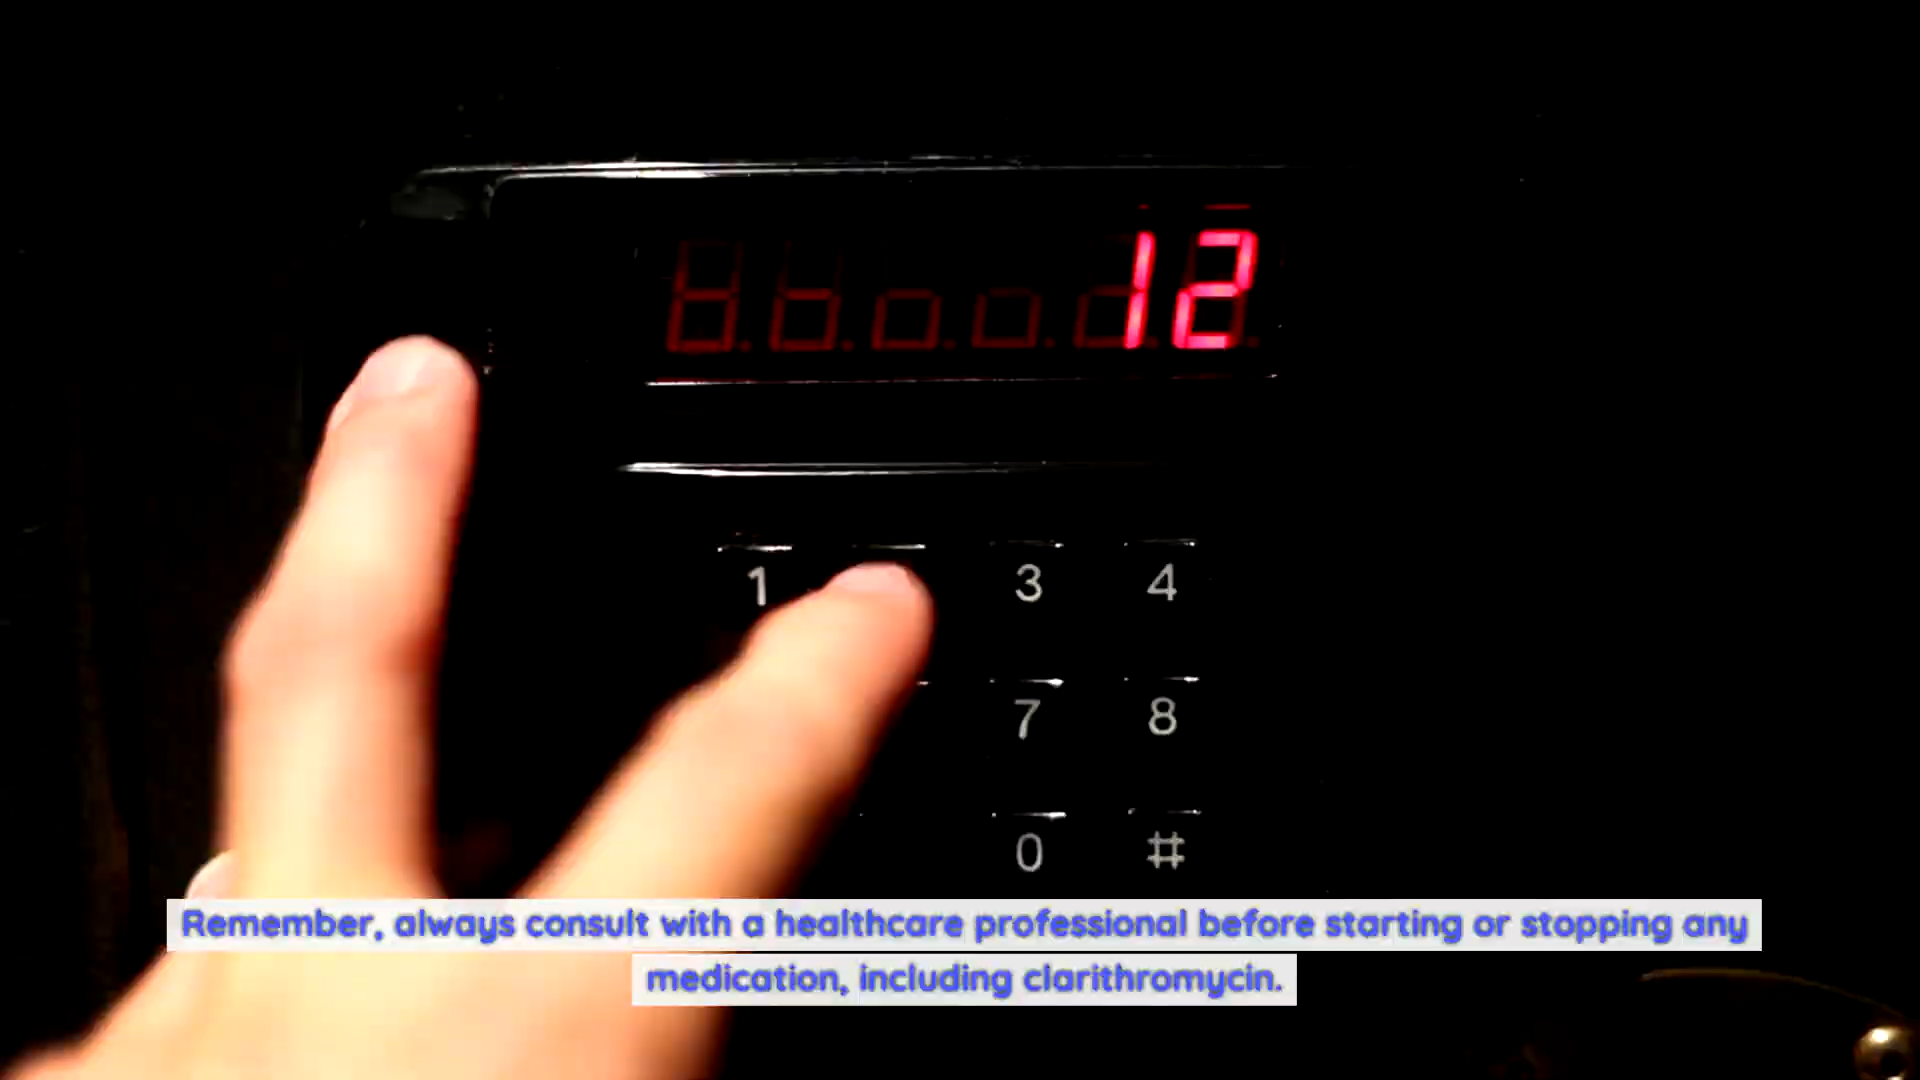 12
1 3 4
7 8
0 #
Remember, always consult with a healthcare professional before starting or stopping any
medication, including clarithromycin.